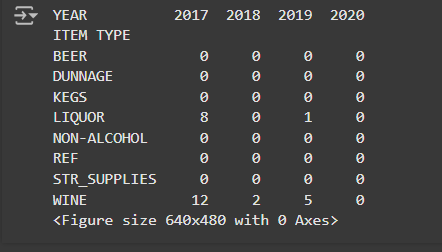 YEAR 2017 2018 2019 2020
ITEM TYPE
BEER 0 0 0 0
DUNNAGE 0 0 0 0
KEGS 0 0 0 0
LIQUOR 8 0 1 0
NON-ALCOHOL 0 0 0 0
REF 0 0 0 0
STR_SUPPLIES 0 0 0 0
WINE 12 2 5 0
<Figure size 640x480 with 0 Axes>